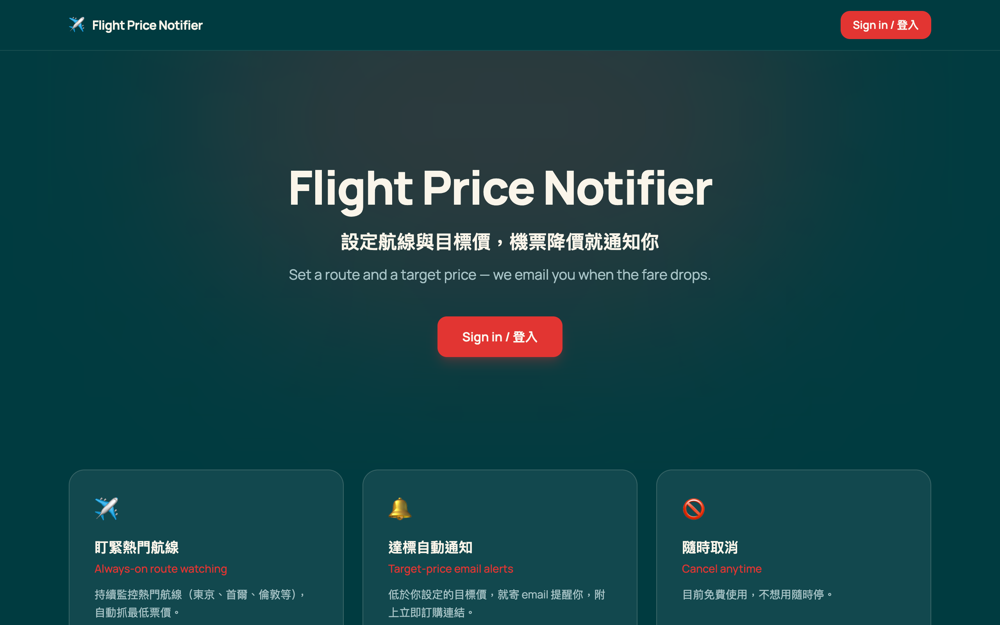 Flight Price Notifier
Sign in / 登入
Flight Price Notifier
設定航線與目標價，機票降價就通知你
Set a route and a target price — we email you when the fare drops.
Sign in / 登入
盯緊熱門航線
Always-on route watching
持續監控熱門航線（東京、首爾、倫敦等），
自動抓最低票價。
達標自動通知
Target-price email alerts
低於你設定的目標價，就寄 email 提醒你，附
上立即訂購連結。
隨時取消
Cancel anytime
目前免費使用，不想用隨時停。